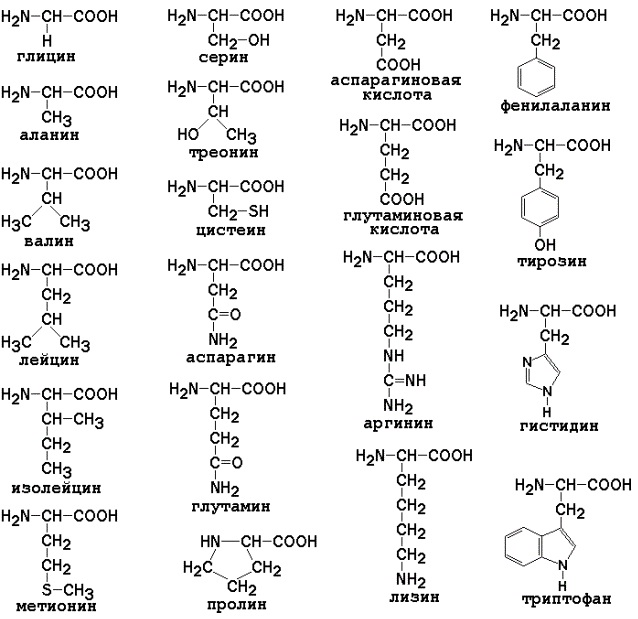 H₂N–CH–COOH
H
глицин
H₂N–CH–COOH
CH₃
аланин
H₂N–CH–COOH
CH
H₃C CH₃
валин
H₂N–CH–COOH
CH₂
CH
H₃C CH₃
лейцин
H₂N–CH–COOH
CH–CH₃
CH₂
CH₃
изолейцин
H₂N–CH–COOH
CH₂
CH₂
S–CH₃
метионин
H₂N–CH–COOH
CH₂–OH
серин
H₂N–CH–COOH
CH
HO CH₃
треонин
H₂N–CH–COOH
CH₂–SH
цистеин
H₂N–CH–COOH
CH₂
C=O
NH₂
аспарагин
H₂N–CH–COOH
CH₂
CH₂
C=O
NH₂
глутамин
HN–CH–COOH
H₂C CH₂
CH₂
пролин
H₂N–CH–COOH
CH₂
COOH
аспарагиновая
кислота
H₂N–CH–COOH
CH₂
CH₂
COOH
глутаминовая
кислота
H₂N–CH–COOH
CH₂
CH₂
CH₂
NH
C=NH
NH₂
аргинин
H₂N–CH–COOH
CH₂
CH₂
CH₂
CH₂
NH₂
лизин
H₂N–CH–COOH
CH₂
фенилаланин
H₂N–CH–COOH
CH₂
OH
тирозин
H₂N–CH–COOH
CH₂
N
N
H
гистидин
H₂N–CH–COOH
CH₂
N
H
триптофан